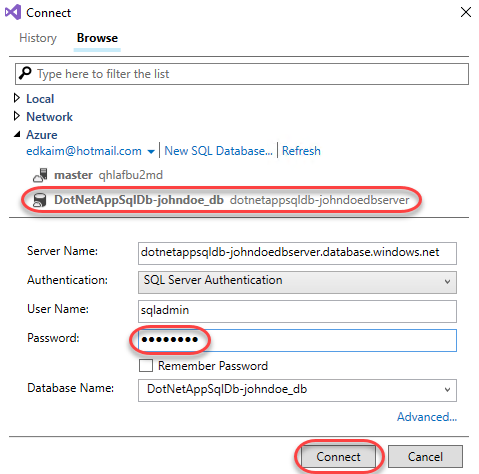 Connect
History Browse
Type here to filter the list
Local
Network
Azure
edkaim@hotmail.com New SQL Database... Refresh
master qhlafbu2md
DotNetAppSqlDb-johndoe_db dotnetappsqldb-johndoedbserver
Server Name: dotnetappsqldb-johndoedbserver.database.windows.net
Authentication: SQL Server Authentication
User Name: sqladmin
Password: ●●●●●●●●
Remember Password
Database Name: DotNetAppSqlDb-johndoe_db
Advanced...
Connect Cancel